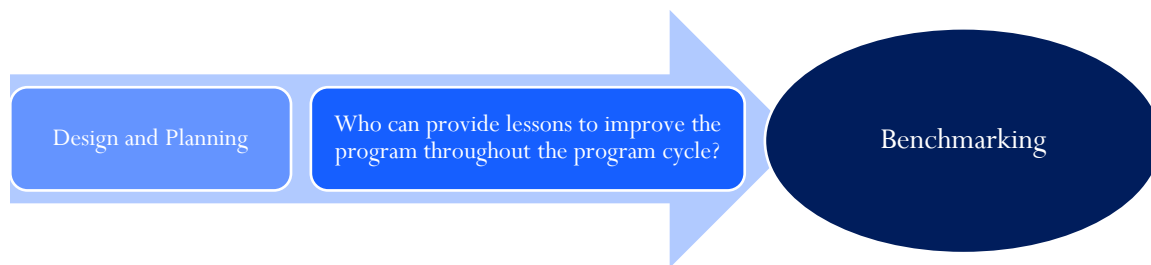 Design and Planning
Who can provide lessons to improve the
program throughout the program cycle?
Benchmarking